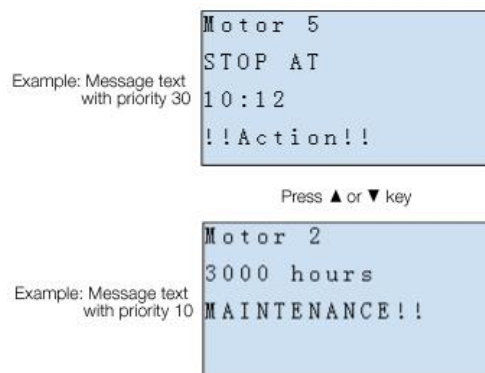 Motor 5
STOP AT
Example: Message text
with priority 30
10:12
!!Action!!
Press ▲ or ▼ key
Motor 2
3000 hours
Example: Message text
with priority 10
MAINTENANCE!!